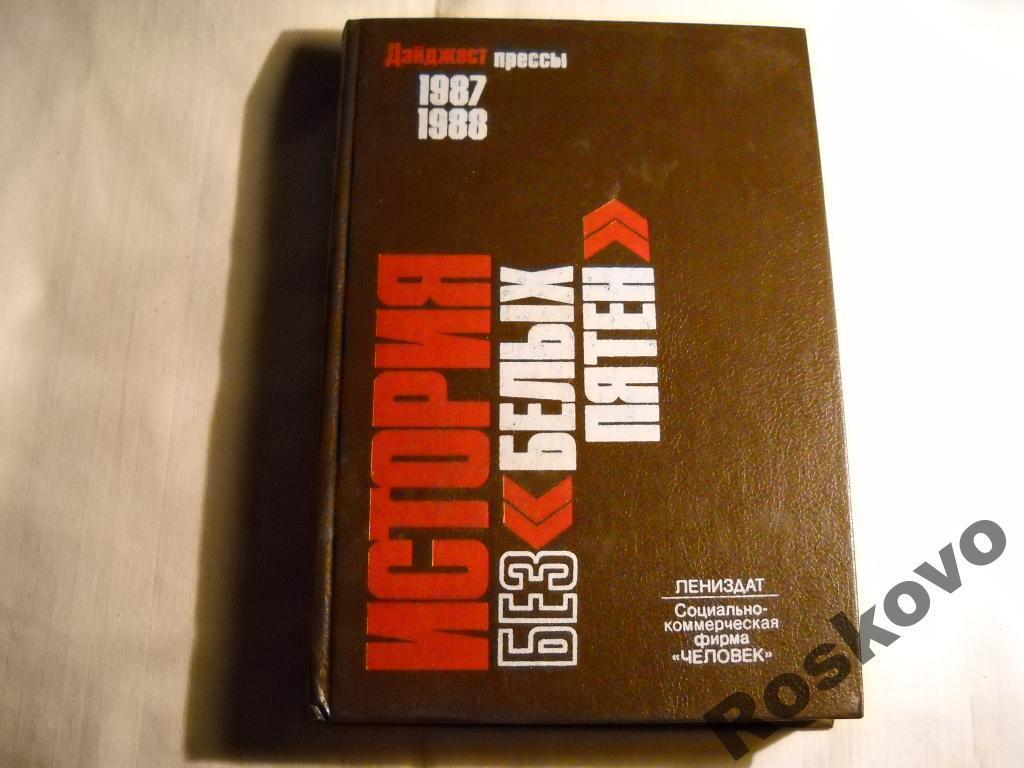 Дайджест прессы
1987
1988
ИСТОРИЯ
БЕЗ «БЕЛЫХ
ПЯТЕН»
ЛЕНИЗДАТ
Социально-
коммерческая
фирма
«ЧЕЛОВЕК»
Roskovo